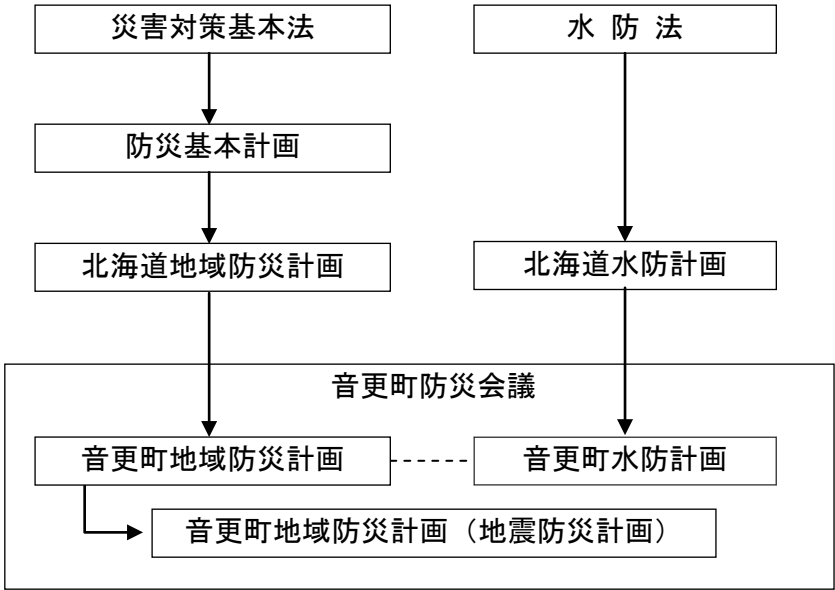 災害対策基本法
水 防 法
防災基本計画
北海道地域防災計画
北海道水防計画
音更町防災会議
音更町地域防災計画
音更町水防計画
音更町地域防災計画（地震防災計画）